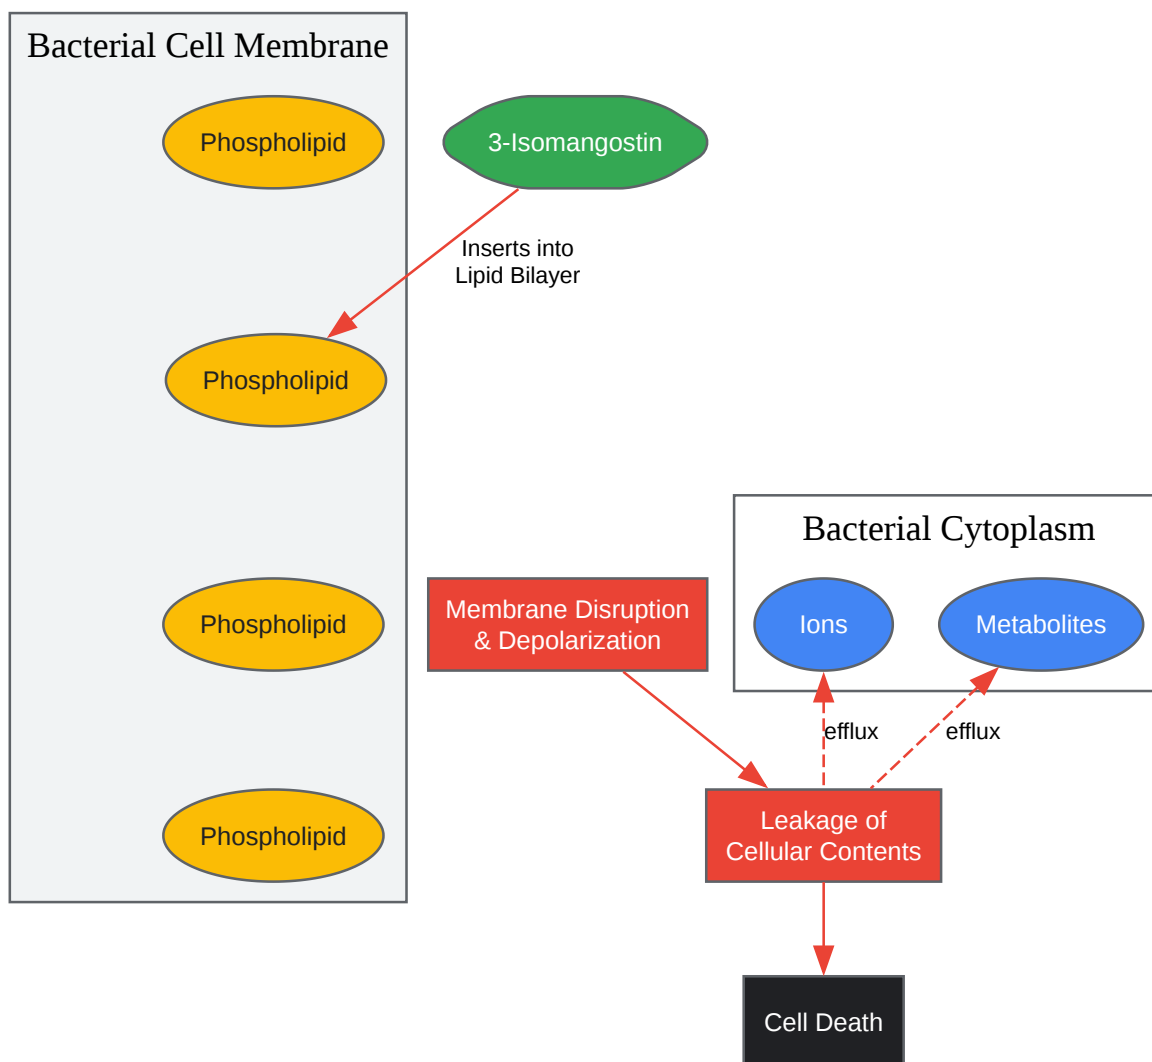 Bacterial Cell Membrane
Phospholipid
3-Isomangostin
Inserts into
Lipid Bilayer
Phospholipid
Bacterial Cytoplasm
Phospholipid
Membrane Disruption
& Depolarization
Ions
Metabolites
efflux
efflux
Phospholipid
Leakage of
Cellular Contents
Cell Death